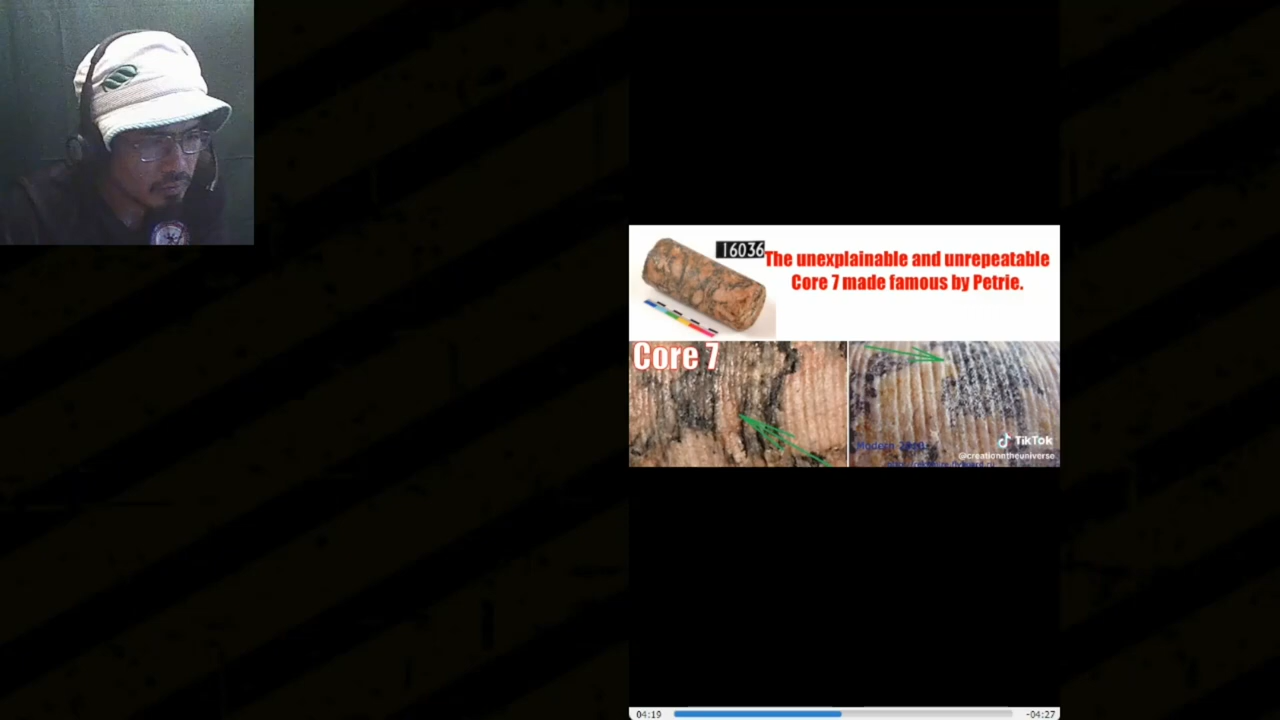 16036
The unexplainable and unrepeatable
Core 7 made famous by Petrie.
Core 7
TikTok
@creationntheuniverse
04:19
-04:27